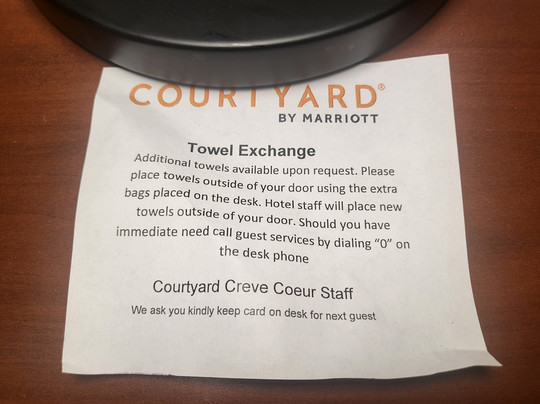 COURTYARD®
BY MARRIOTT
Towel Exchange
Additional towels available upon request. Please
place towels outside of your door using the extra
bags placed on the desk. Hotel staff will place new
towels outside of your door. Should you have
immediate need call guest services by dialing "0" on
the desk phone
Courtyard Creve Coeur Staff
We ask you kindly keep card on desk for next guest